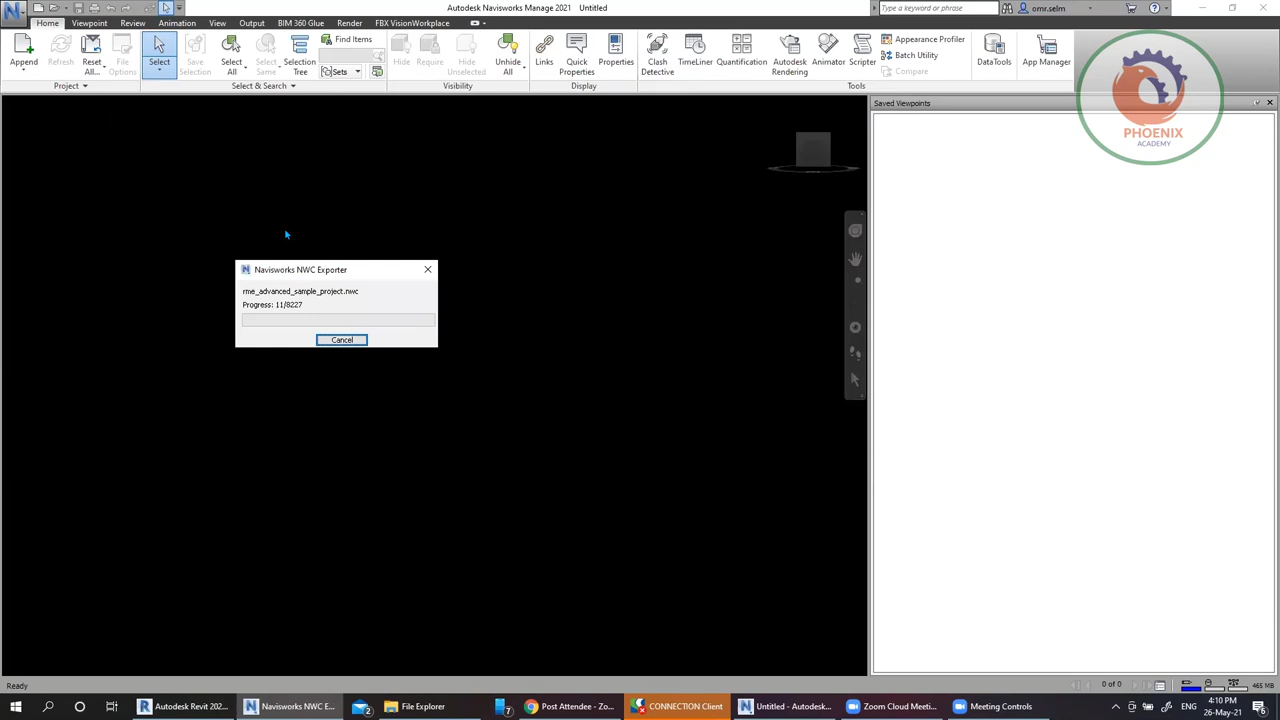 Autodesk Navisworks Manage 2021 Untitled
Type a keyword or phrase
omr.selm
Home Viewpoint Review Animation View Output BIM 360 Glue Render FBX VisionWorkplace
Append
Refresh
Reset All...
File Options
Select
Save Selection
Select All
Select Same
Selection Tree
Find Items
Sets
Hide
Require
Hide Unselected
Unhide All
Links
Quick Properties
Properties
Clash Detective
TimeLiner
Quantification
Autodesk Rendering
Animator
Scripter
Appearance Profiler
Batch Utility
Compare
DataTools
App Manager
Project
Select & Search
Visibility
Display
Tools
Saved Viewpoints
PHOENIX
ACADEMY
Navisworks NWC Exporter
rme_advanced_sample_project.nwc
Progress: 11/8227
Cancel
Ready
0 of 0
465 MB
Autodesk Revit 202...
Navisworks NWC E...
2
File Explorer
7
Post Attendee - Zo...
CONNECTION Client
Untitled - Autodesk...
Zoom Cloud Meeti...
Meeting Controls
ENG
4:10 PM
26-May-21
6